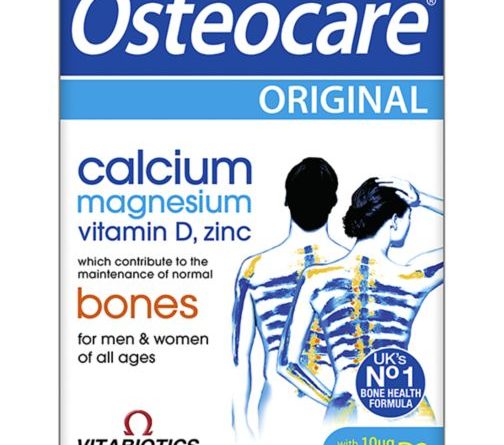 Osteocare®
ORIGINAL
calcium
magnesium
vitamin D, zinc
which contribute to the
maintenance of normal
bones
for men & women
of all ages
UK's
Nº1
BONE HEALTH
FORMULA
VITABIOTICS
with 10µg